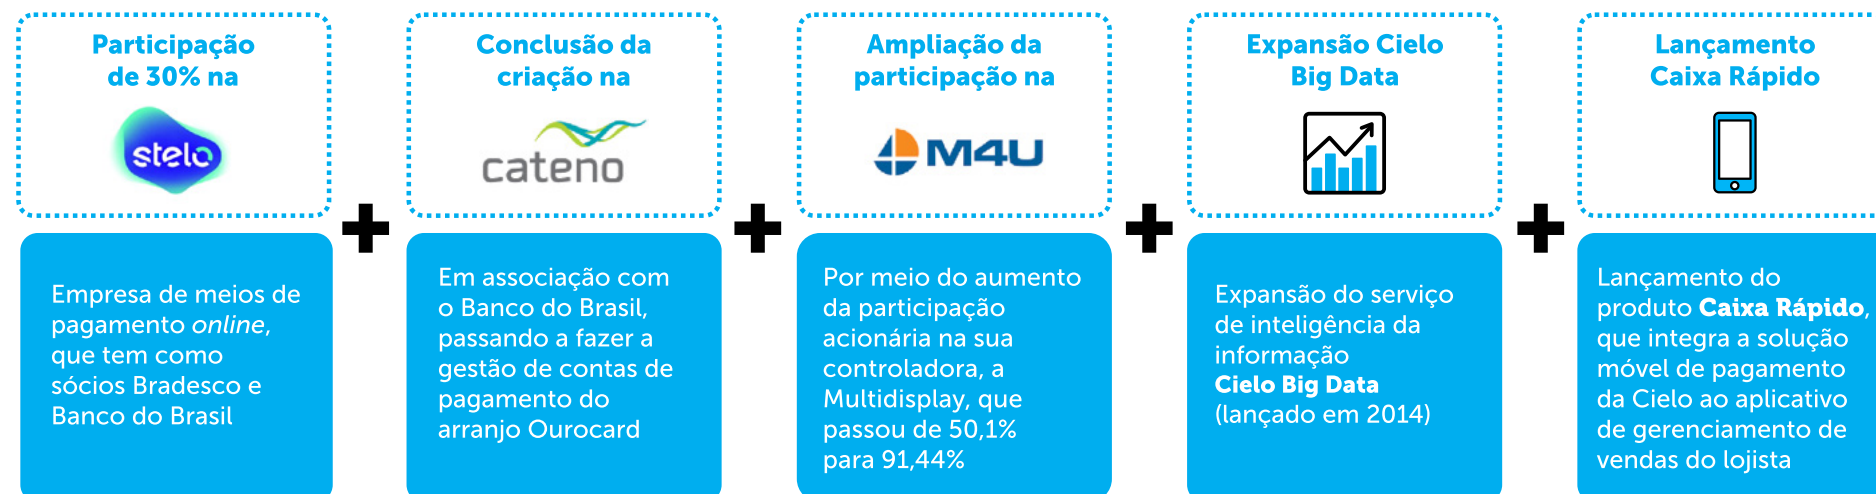 Participação
de 30% na
stelo
Empresa de meios de
pagamento online,
que tem como
sócios Bradesco e
Banco do Brasil
Conclusão da
criação na
cateno
Em associação com
o Banco do Brasil,
passando a fazer a
gestão de contas de
pagamento do
arranjo Ourocard
Ampliação da
participação na
M4U
Por meio do aumento
da participação
acionária na sua
controladora, a
Multidisplay, que
passou de 50,1%
para 91,44%
Expansão Cielo
Big Data
Expansão do serviço
de inteligência da
informação
Cielo Big Data
(lançado em 2014)
Lançamento
Caixa Rápido
Lançamento do
produto Caixa Rápido,
que integra a solução
móvel de pagamento
da Cielo ao aplicativo
de gerenciamento de
vendas do lojista